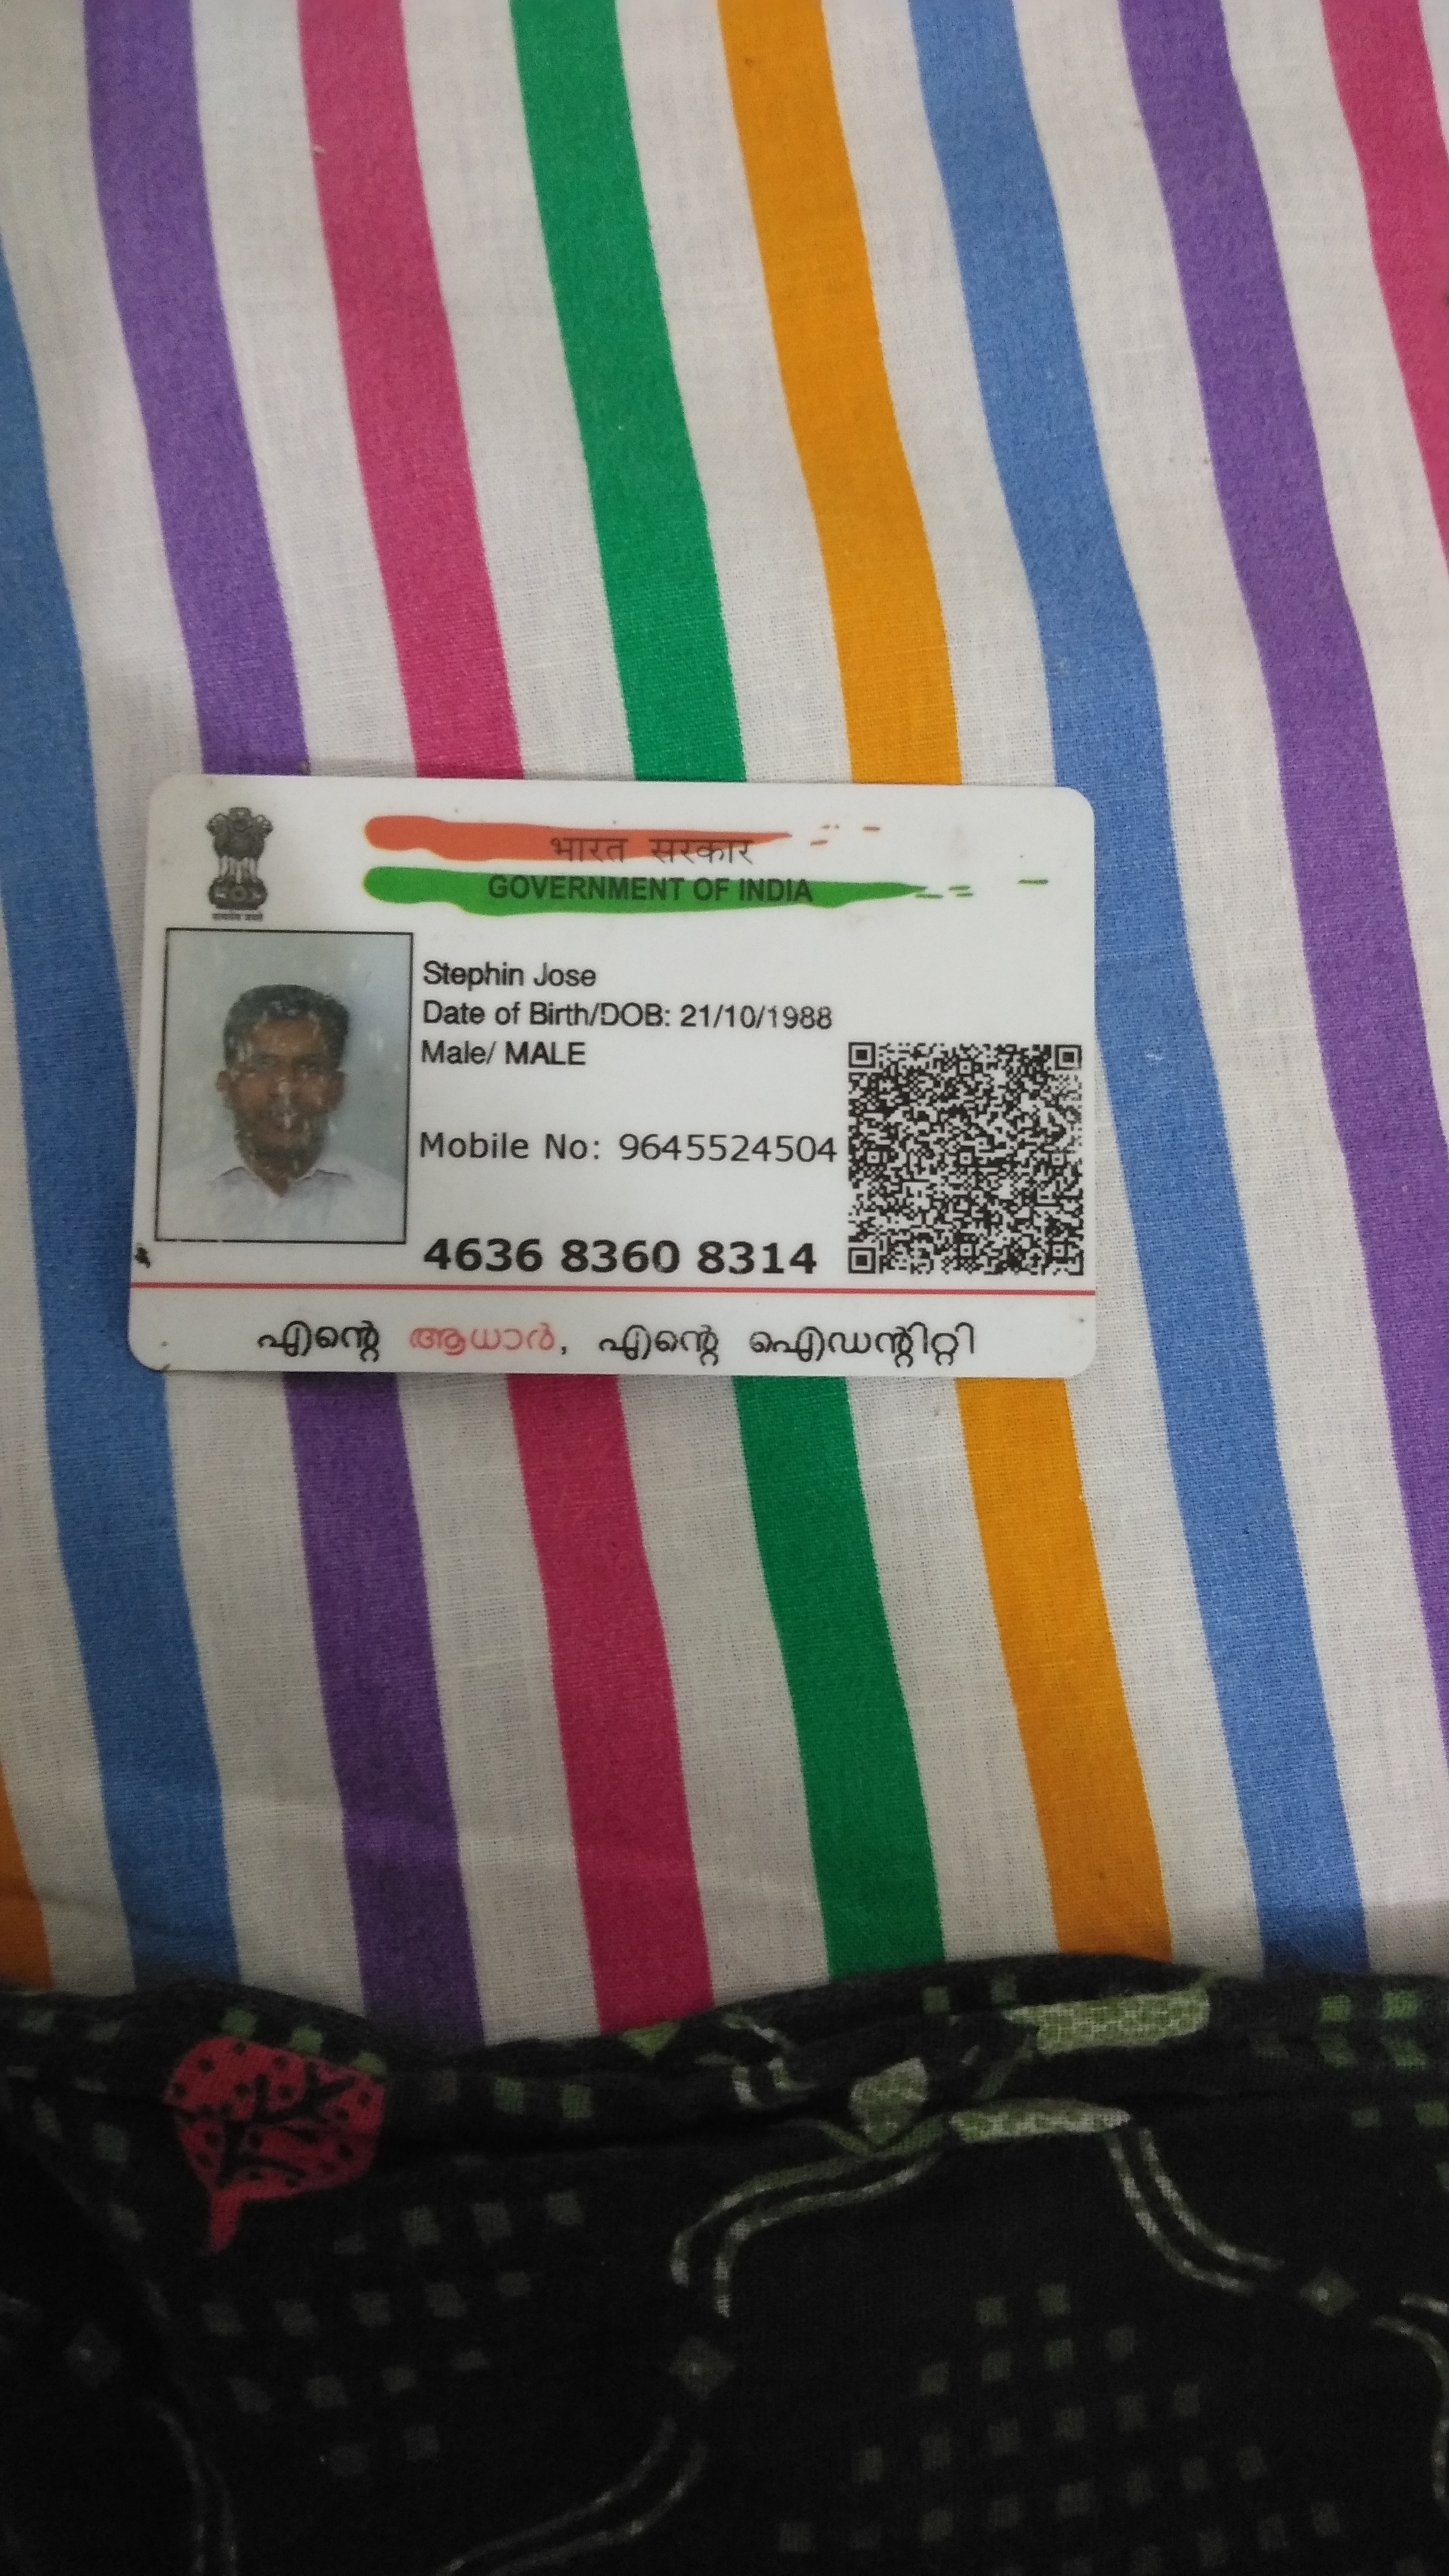 भारत सरकार
GOVERNMENT OF INDIA
Stephin Jose
Date of Birth/DOB: 21/10/1988
Male/ MALE
Mobile No: 9645524504
4636 8360 8314
എന്റെ ആധാർ, എന്റെ ഐഡന്റിറ്റി